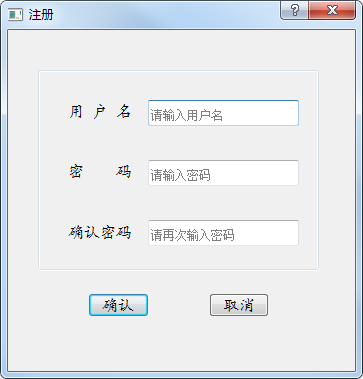 注册
用 户 名 请输入用户名
密 码 请输入密码
确认密码 请再次输入密码
确认 取消